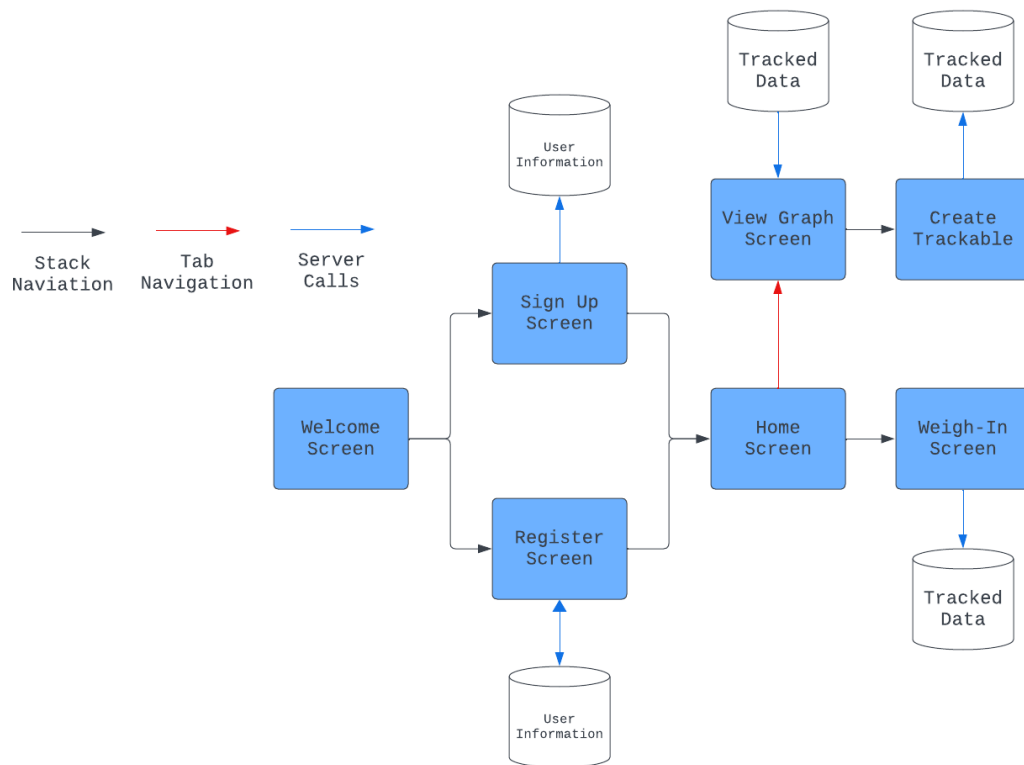 Stack
Naviation
Tab
Navigation
Server
Calls
Welcome
Screen
User
Information
Sign Up
Screen
Register
Screen
User
Information
Tracked
Data
View Graph
Screen
Home
Screen
Tracked
Data
Create
Trackable
Weigh-In
Screen
Tracked
Data